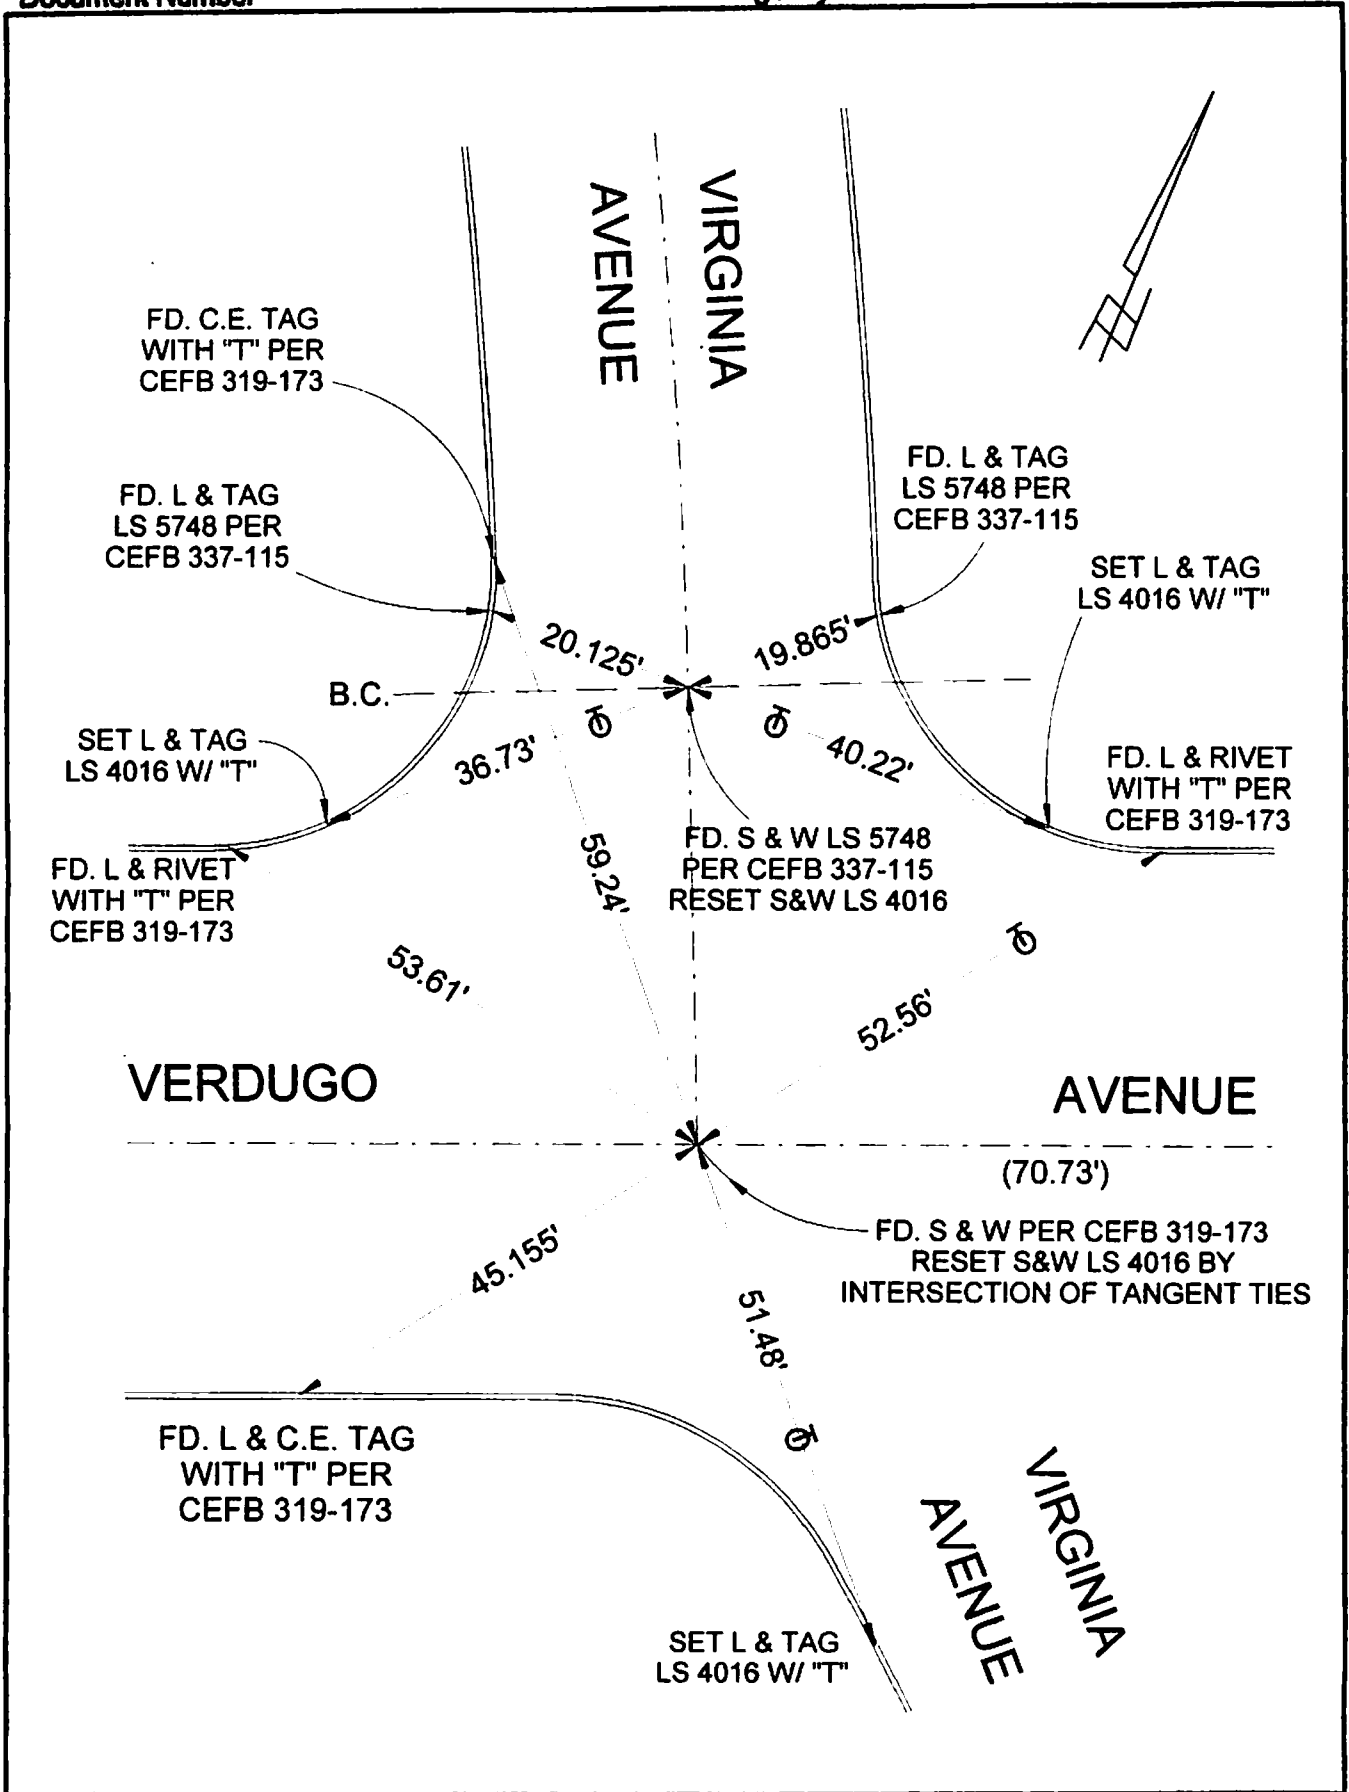 Document Number
VIRGINIA
AVENUE
FD. C.E. TAG
WITH "T" PER
CEFB 319-173
FD. L & TAG
LS 5748 PER
CEFB 337-115
FD. L & TAG
LS 5748 PER
CEFB 337-115
SET L & TAG
LS 4016 W/ "T"
20.125'
19.865'
B.C.
SET L & TAG
LS 4016 W/ "T"
36.73'
40.22'
FD. L & RIVET
WITH "T" PER
CEFB 319-173
FD. S & W LS 5748
PER CEFB 337-115
RESET S&W LS 4016
59.24'
FD. L & RIVET
WITH "T" PER
CEFB 319-173
53.61'
52.56'
VERDUGO
AVENUE
(70.73')
FD. S & W PER CEFB 319-173
RESET S&W LS 4016 BY
INTERSECTION OF TANGENT TIES
45.155'
51.48'
FD. L & C.E. TAG
WITH "T" PER
CEFB 319-173
VIRGINIA
AVENUE
SET L & TAG
LS 4016 W/ "T"